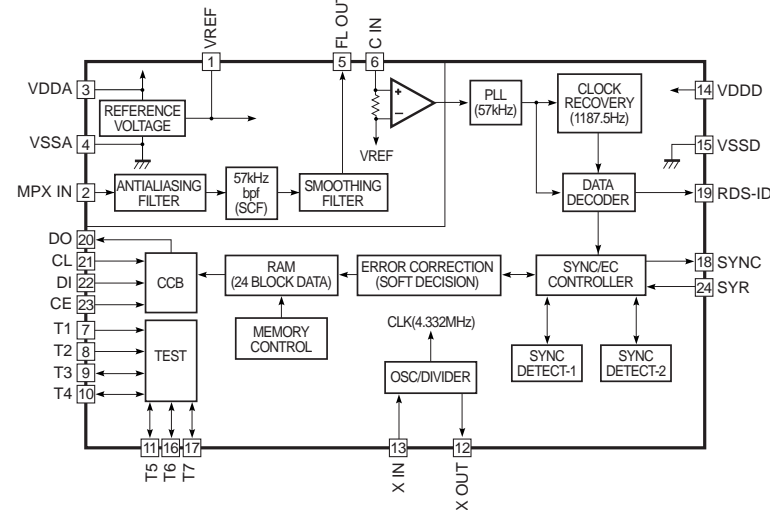 VREF
FL OUT
C IN
1
5
6
VDDA
3
REFERENCE
VOLTAGE
VSSA
4
+
−
VREF
PLL
(57kHz)
CLOCK
RECOVERY
(1187.5Hz)
14
VDDD
15
VSSD
MPX IN
2
ANTIALIASING
FILTER
57kHz
bpf
(SCF)
SMOOTHING
FILTER
DATA
DECODER
19
RDS-ID
DO
20
CL
21
DI
22
CE
23
CCB
RAM
(24 BLOCK DATA)
ERROR CORRECTION
(SOFT DECISION)
SYNC/EC
CONTROLLER
18
SYNC
24
SYR
T1
7
T2
8
T3
9
T4
10
TEST
MEMORY
CONTROL
CLK(4.332MHz)
OSC/DIVIDER
SYNC
DETECT-1
SYNC
DETECT-2
11
16
17
13
12
T5
T6
T7
X IN
X OUT